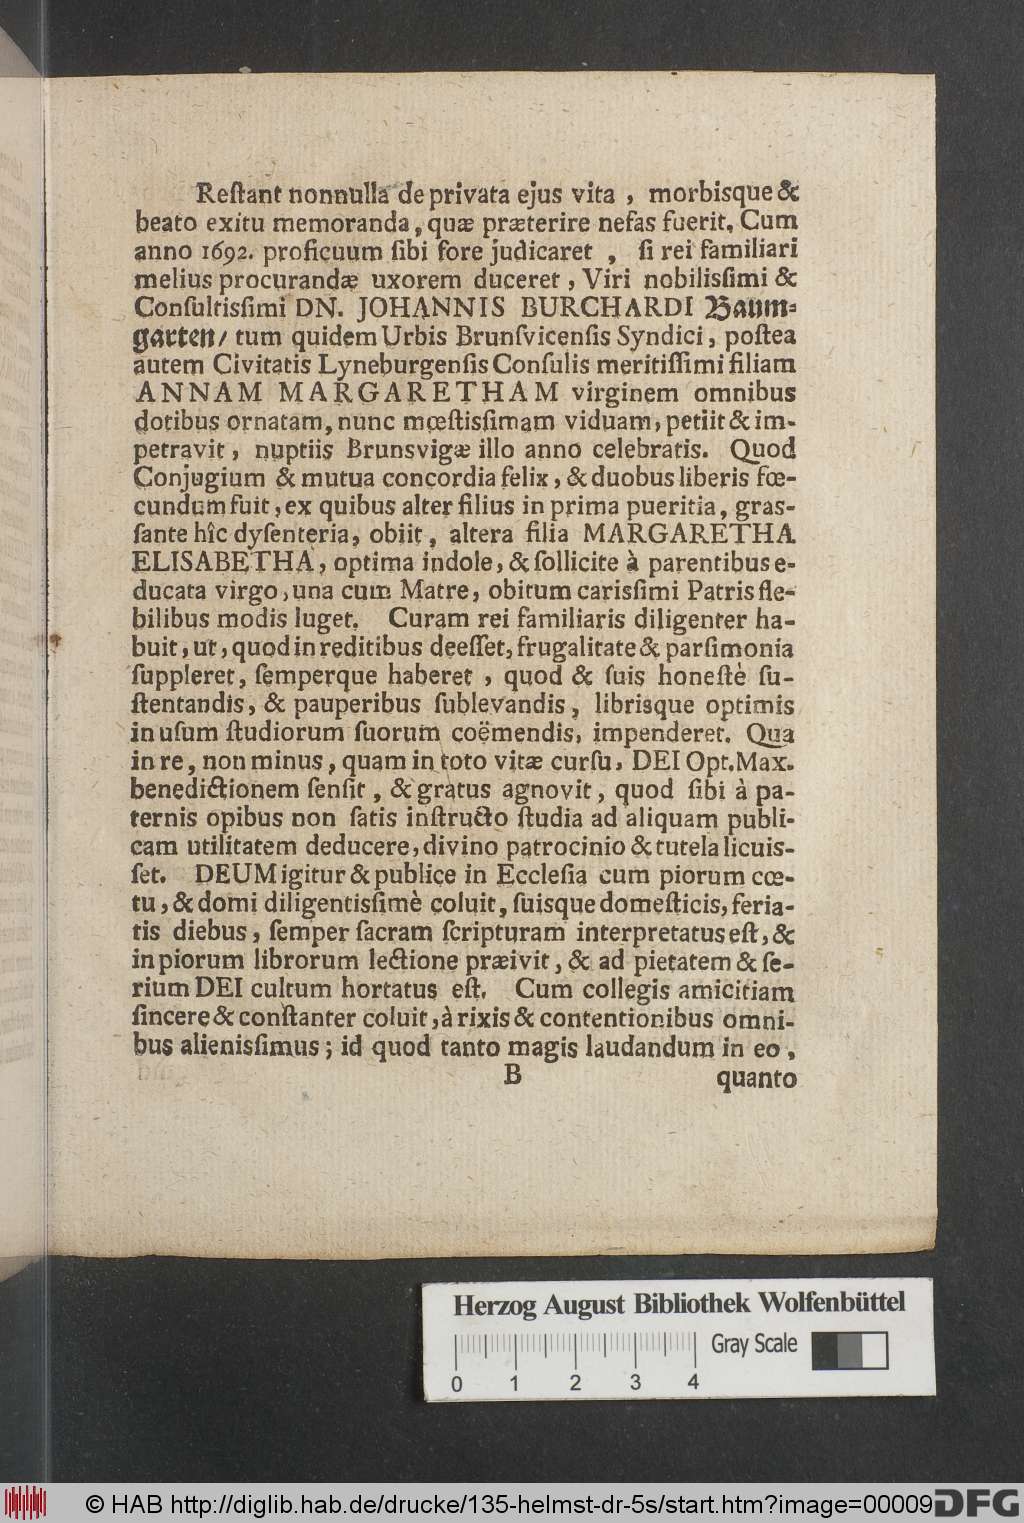 Reſtant nonnulla de privata ejus vita , morbisque &
beato exitu memoranda, quæ præterire nefas fuerit. Cum
anno 1692. proficuum ſibi fore judicaret , ſi rei familiari
melius procurandæ uxorem duceret, Viri nobilisſimi &
Conſultisſimi DN. JOHANNIS BURCHARDI Baum-
garten/ tum quidem Urbis Brunſvicenſis Syndici, poſtea
autem Civitatis Lyneburgenſis Conſulis meritiſſimi filiam
ANNAM MARGARETHAM virginem omnibus
dotibus ornatam, nunc mœſtisſimam viduam, petiit & im-
petravit, nuptiis Brunsvigæ illo anno celebratis. Quod
Conjugium & mutua concordia felix, & duobus liberis fœ-
cundum fuit, ex quibus alter filius in prima pueritia, gras-
ſante hîc dyſenteria, obiit, altera filia MARGARETHA
ELISABETHA, optima indole, & ſollicite à parentibus e-
ducata virgo, una cum Matre, obitum carisſimi Patris fle-
bilibus modis luget. Curam rei familiaris diligenter ha-
buit, ut, quod in reditibus deeſſet, frugalitate & parſimonia
ſuppleret, ſemperque haberet , quod & ſuis honeſtè ſu-
ſtentandis, & pauperibus ſublevandis, librisque optimis
in uſum ſtudiorum ſuorum coëmendis, impenderet. Qua
in re, non minus, quam in toto vitæ curſu, DEI Opt. Max.
benedictionem ſenſit, & gratus agnovit, quod ſibi à pa-
ternis opibus non ſatis inſtructo ſtudia ad aliquam publi-
cam utilitatem deducere, divino patrocinio & tutela licuis-
ſet. DEUM igitur & publice in Eccleſia cum piorum cœ-
tu, & domi diligentisſimè coluit, ſuisque domeſticis, feria-
tis diebus, ſemper ſacram ſcripturam interpretatus eſt, &
in piorum librorum lectione præivit, & ad pietatem & ſe-
rium DEI cultum hortatus eſt. Cum collegis amicitiam
ſincere & conſtanter coluit, à rixis & contentionibus omni-
bus alienisſimus; id quod tanto magis laudandum in eo,
B quanto
Herzog August Bibliothek Wolfenbüttel
Gray Scale
0 1 2 3 4
© HAB http://diglib.hab.de/drucke/135-helmst-dr-5s/start.htm?image=00009
DFG